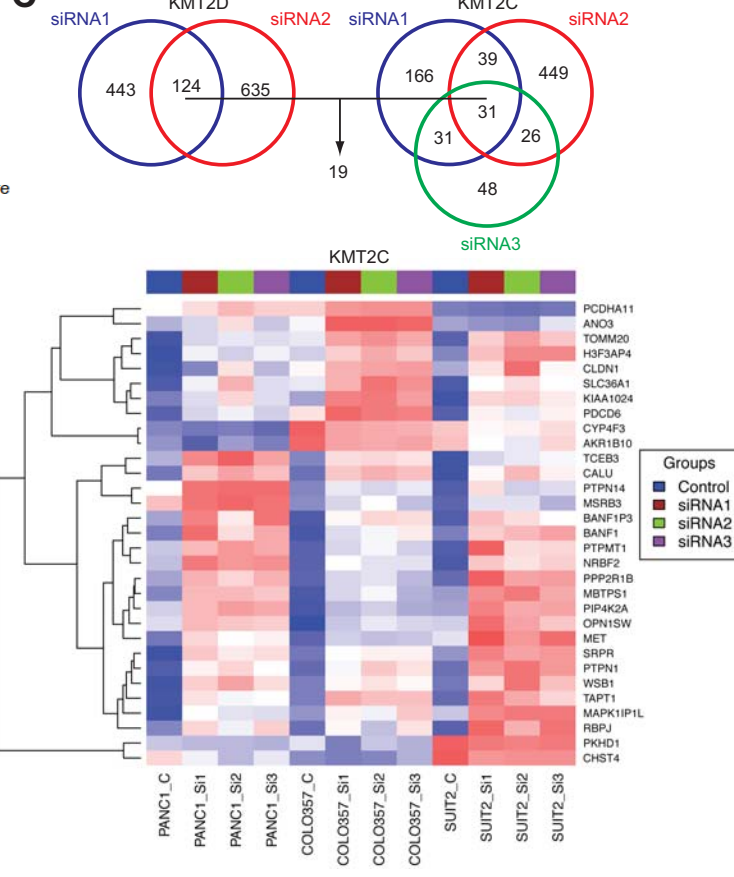 KMT2D KMT2C
siRNA1 siRNA2 siRNA1 siRNA2
443 124 635 166 39 449
31
31 26
19 48
siRNA3
KMT2C
PCDHA11
ANO3
TOMM20
H3F3AP4
CLDN1
SLC36A1
KIAA1024
PDCD6
CYP4F3
AKR1B10
TCEB3
CALU
PTPN14
MSRB3
BANF1P3
BANF1
PTPMT1
NRBF2
PPP2R1B
MBTPS1
PIP4K2A
OPN1SW
MET
SRPR
PTPN1
WSB1
TAPT1
MAPK1IP1L
RBPJ
PKHD1
CHST4
Groups
Control
siRNA1
siRNA2
siRNA3
PANC1_C
PANC1_Si1
PANC1_Si2
PANC1_Si3
COLO357_C
COLO357_Si1
COLO357_Si2
COLO357_Si3
SUIT2_C
SUIT2_Si1
SUIT2_Si2
SUIT2_Si3